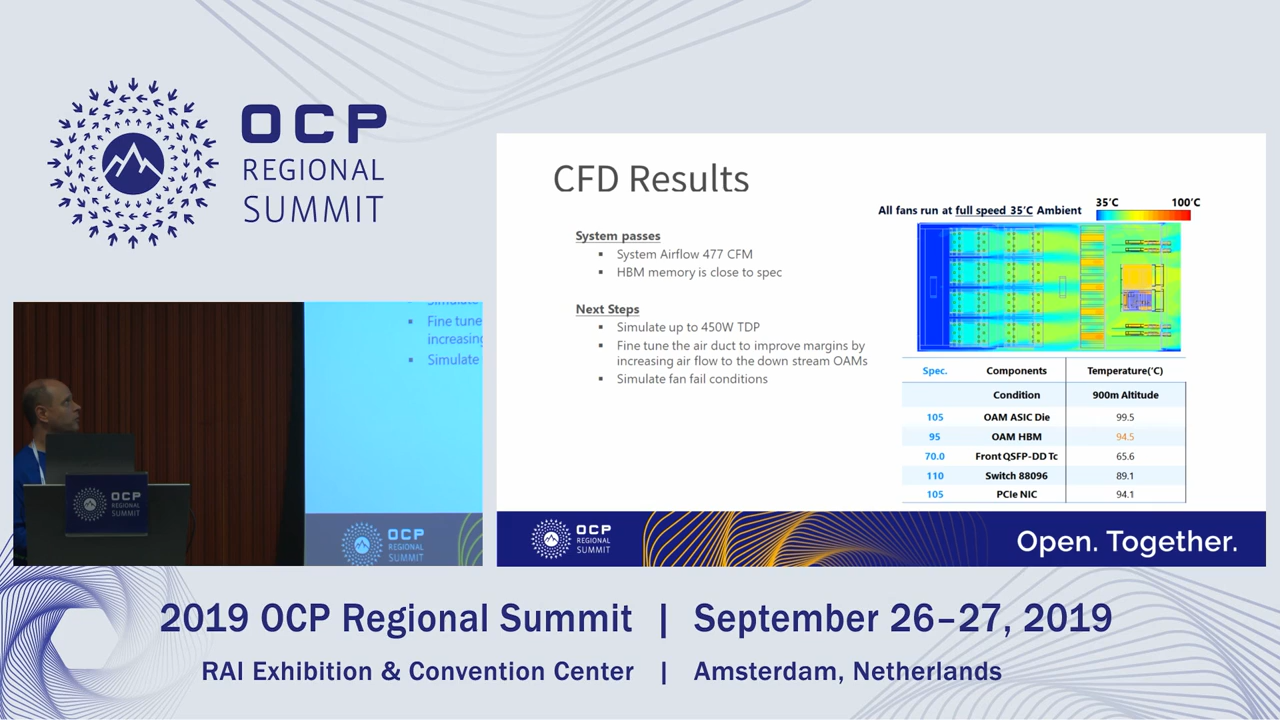 OCP
REGIONAL
SUMMIT
CFD Results
All fans run at full speed 35'C Ambient
35'C 100'C
System passes
▪ System Airflow 477 CFM
▪ HBM memory is close to spec
Next Steps
▪ Simulate up to 450W TDP
▪ Fine tune the air duct to improve margins by
increasing air flow to the down stream OAMs
▪ Simulate fan fail conditions
Spec. Components Temperature('C)
Condition 900m Altitude
105 OAM ASIC Die 99.5
95 OAM HBM 94.5
70.0 Front QSFP-DD Tc 65.6
110 Switch 88096 89.1
105 PCIe NIC 94.1
OCP
REGIONAL
SUMMIT
Open. Together.
Simulate
▪ Fine tune
increasing
▪ Simulate
OCP
REGIONAL
SUMMIT
OCP
REGIONAL
SUMMIT
2019 OCP Regional Summit | September 26–27, 2019
RAI Exhibition & Convention Center | Amsterdam, Netherlands